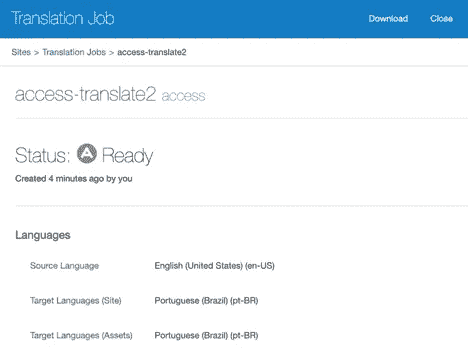 Translation Job Download Close
Sites > Translation Jobs > access-translate2
access-translate2 access
Status: A Ready
Created 4 minutes ago by you
Languages
Source Language English (United States) (en-US)
Target Languages (Site) Portuguese (Brazil) (pt-BR)
Target Languages (Assets) Portuguese (Brazil) (pt-BR)